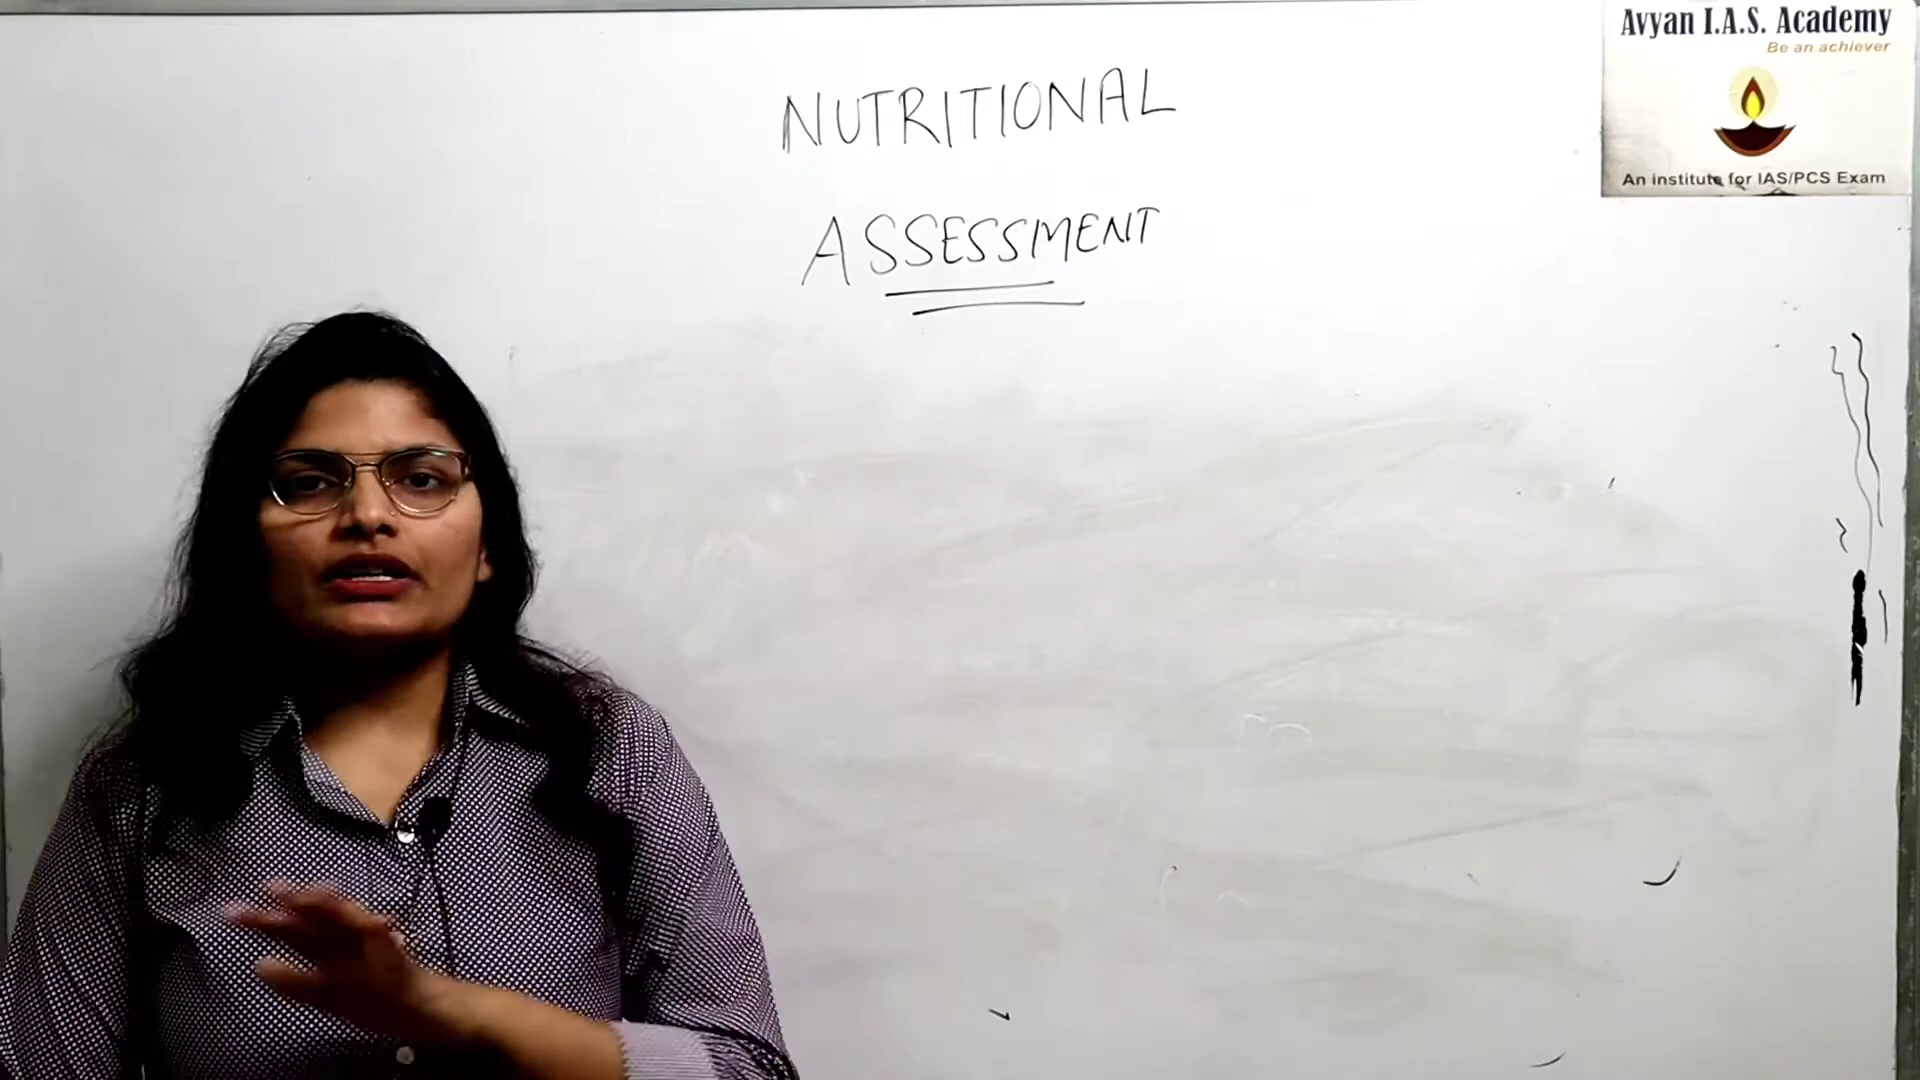 NUTRITIONAL
ASSESSMENT
Avyan I.A.S. Academy
Be an achiever
An institute for IAS/PCS Exam